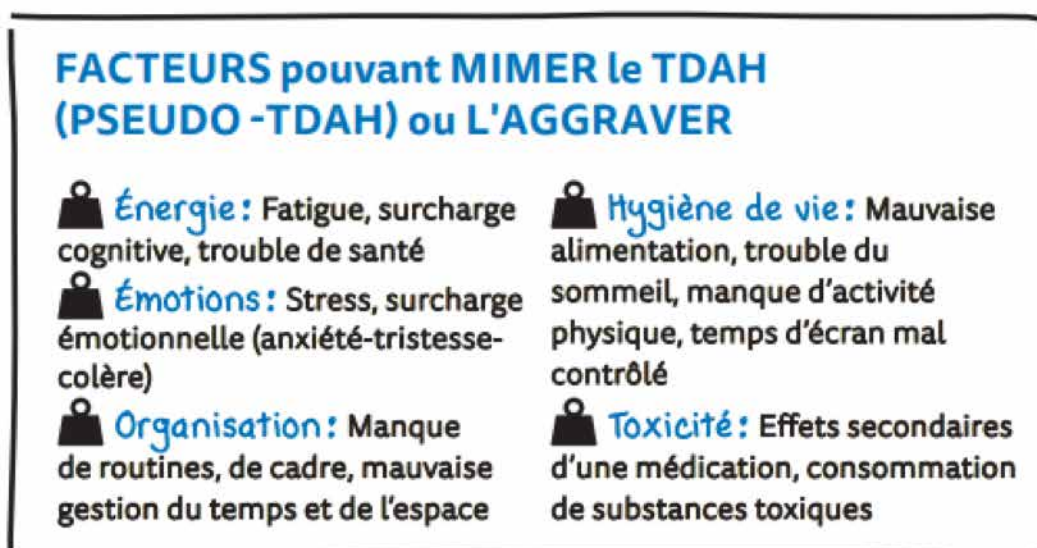 FACTEURS pouvant MIMER le TDAH
(PSEUDO -TDAH) ou L'AGGRAVER
Énergie : Fatigue, surcharge
cognitive, trouble de santé
Émotions : Stress, surcharge
émotionnelle (anxiété-tristesse-
colère)
Organisation : Manque
de routines, de cadre, mauvaise
gestion du temps et de l'espace
Hygiène de vie : Mauvaise
alimentation, trouble du
sommeil, manque d'activité
physique, temps d'écran mal
contrôlé
Toxicité : Effets secondaires
d'une médication, consommation
de substances toxiques